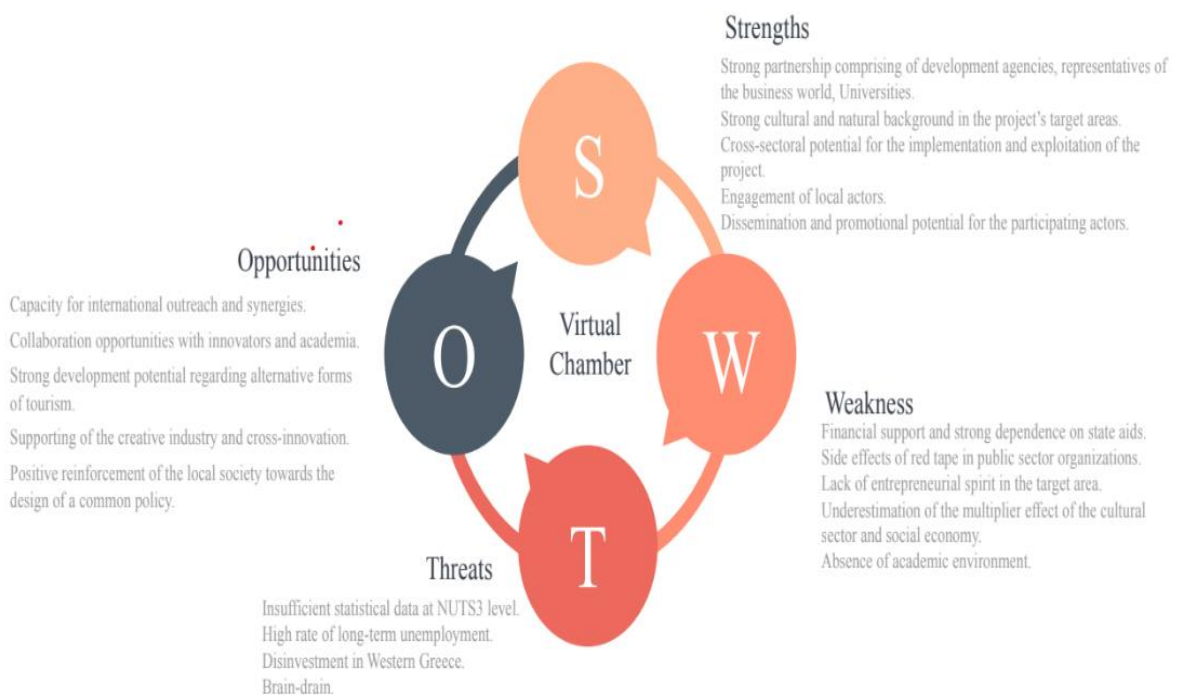 Strengths
Strong partnership comprising of development agencies, representatives of
the business world, Universities.
Strong cultural and natural background in the project's target areas.
Cross-sectoral potential for the implementation and exploitation of the
project.
Engagement of local actors.
Dissemination and promotional potential for the participating actors.
S
Opportunities
Capacity for international outreach and synergies.
Collaboration opportunities with innovators and academia.
Strong development potential regarding alternative forms
of tourism.
Supporting of the creative industry and cross-innovation.
Positive reinforcement of the local society towards the
design of a common policy.
O
Virtual
Chamber
W
Weakness
Financial support and strong dependence on state aids.
Side effects of red tape in public sector organizations.
Lack of entrepreneurial spirit in the target area.
Underestimation of the multiplier effect of the cultural
sector and social economy.
Absence of academic environment.
T
Threats
Insufficient statistical data at NUTS3 level.
High rate of long-term unemployment.
Disinvestment in Western Greece.
Brain-drain.